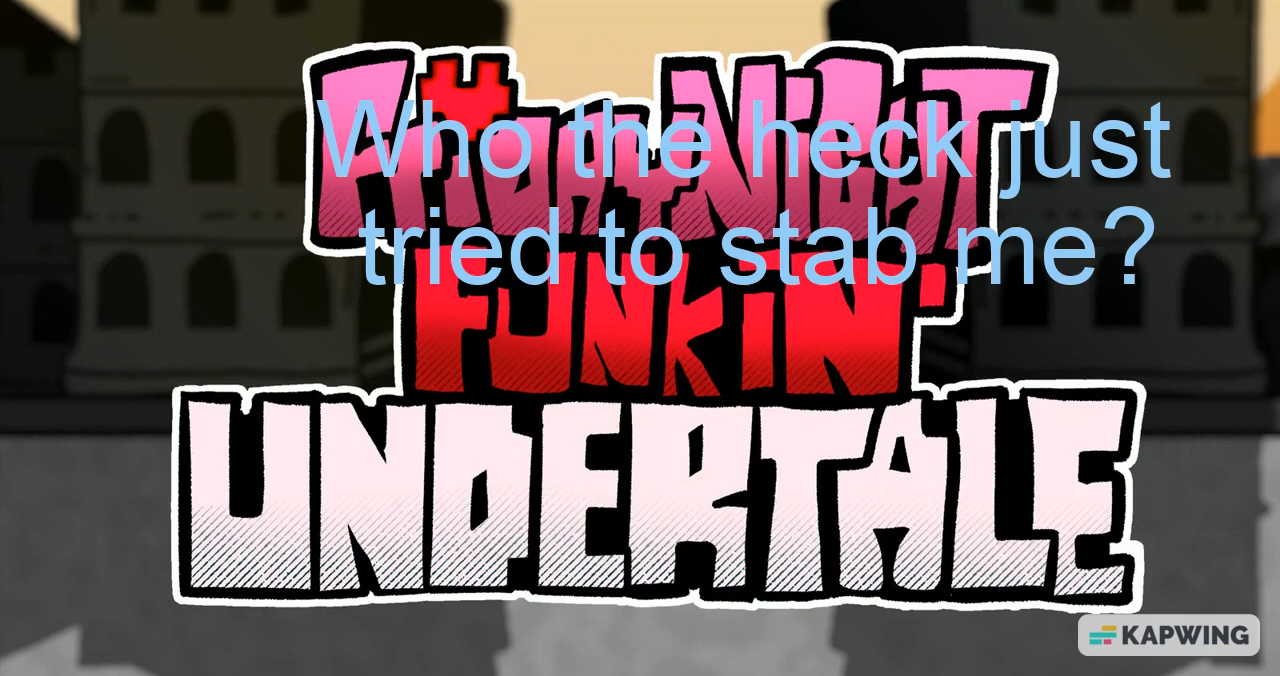 FRIDAY NIGHT
Who the heck just
tried to stab me?
FUNKIN'
UNDERTALE
KAPWING